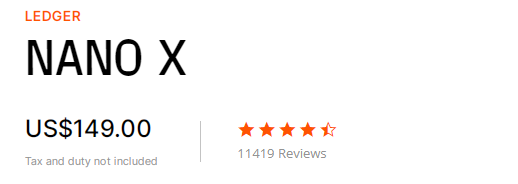 LEDGER
NANO X
US$149.00
Tax and duty not included
11419 Reviews